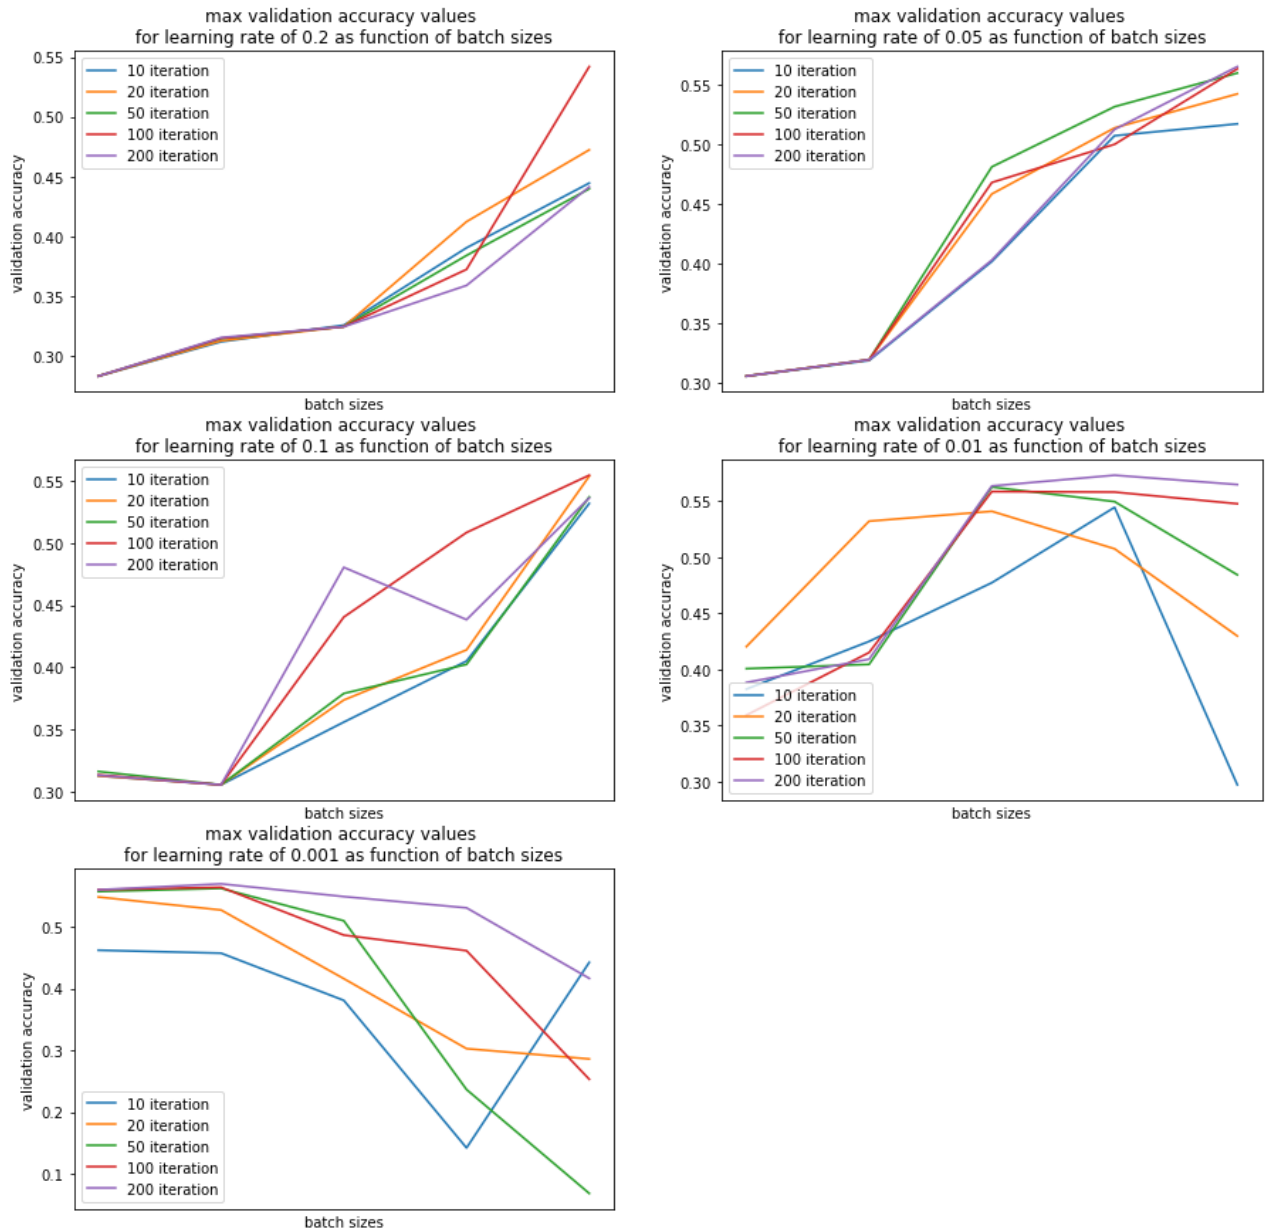 max validation accuracy values
for learning rate of 0.2 as function of batch sizes
0.55
0.50
0.45
0.40
0.35
0.30
validation accuracy
10 iteration
20 iteration
50 iteration
100 iteration
200 iteration
batch sizes
max validation accuracy values
for learning rate of 0.05 as function of batch sizes
0.55
0.50
0.45
0.40
0.35
0.30
validation accuracy
10 iteration
20 iteration
50 iteration
100 iteration
200 iteration
batch sizes
max validation accuracy values
for learning rate of 0.1 as function of batch sizes
0.55
0.50
0.45
0.40
0.35
0.30
validation accuracy
10 iteration
20 iteration
50 iteration
100 iteration
200 iteration
batch sizes
max validation accuracy values
for learning rate of 0.01 as function of batch sizes
0.55
0.50
0.45
0.40
0.35
0.30
validation accuracy
10 iteration
20 iteration
50 iteration
100 iteration
200 iteration
batch sizes
max validation accuracy values
for learning rate of 0.001 as function of batch sizes
0.5
0.4
0.3
0.2
0.1
validation accuracy
10 iteration
20 iteration
50 iteration
100 iteration
200 iteration
batch sizes